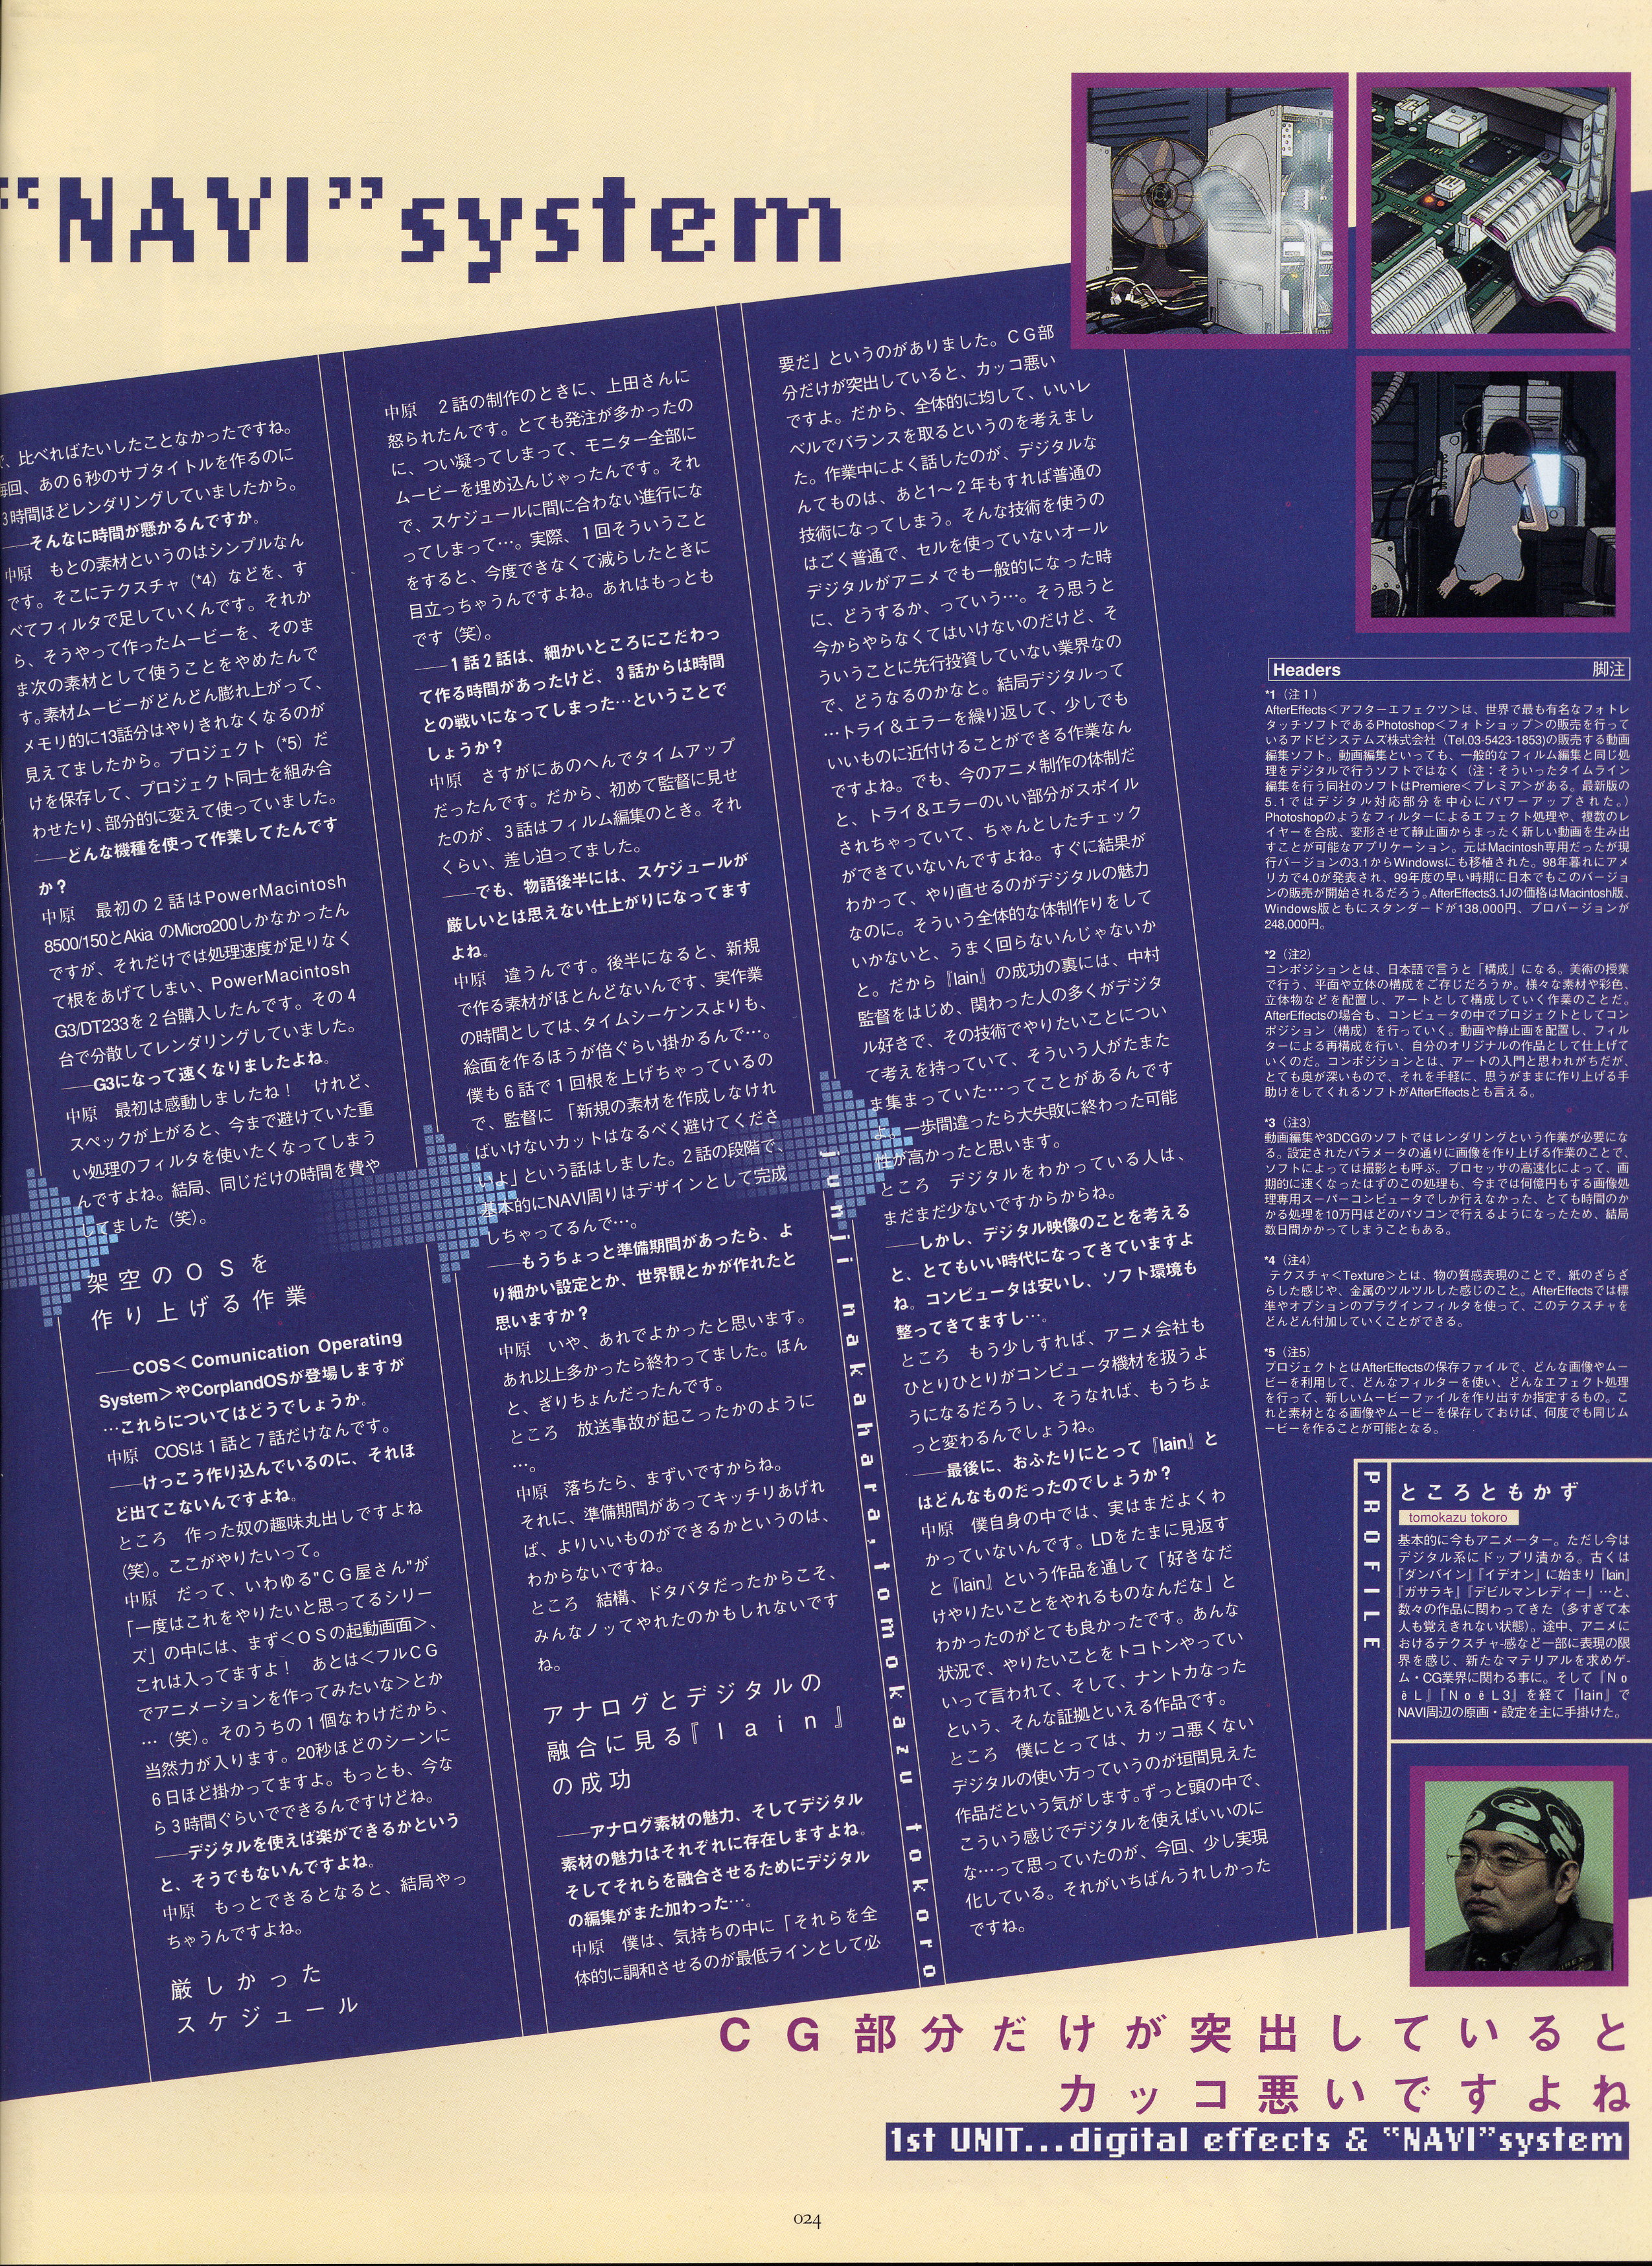 “NAVI”system
で、比べればたいしたことなかったですね。
毎回、あの6秒のサブタイトルを作るのに
3時間ほどレンダリングしていましたから。
――そんなに時間が懸かるんですか。
中原　もとの素材というのはシンプルなん
です。そこにテクスチャ（*4）などを、す
べてフィルタで足していくんです。それか
ら、そうやって作ったムービーを、そのま
ま次の素材として使うことをやめたんで
す。素材ムービーがどんどん膨れ上がって、
メモリ的に13話分はやりきれなくなるのが
見えてましたから。プロジェクト（*5）だ
けを保存して、プロジェクト同士を組み合
わせたり、部分的に変えて使っていました。
――どんな機種を使って作業してたんです
か？
中原　最初の2話はPowerMacintosh
8500/150とAkia のMicro200しかなかったん
ですが、それだけでは処理速度が足りなく
て根をあげてしまい、PowerMacintosh
G3/DT233を2台購入したんです。その4
台で分散してレンダリングしていました。
――G3になって速くなりましたよね。
中原　最初は感動しましたね！　けれど、
スペックが上がると、今まで避けていた重
い処理のフィルタを使いたくなってしまう
んですよね。結局、同じだけの時間を費や
してました（笑）。
架空のＯＳを
作り上げる作業
――COS＜Comunication Operating
System＞やCorplandOSが登場しますが
…これらについてはどうでしょうか。
中原　COSは1話と7話だけなんです。
――けっこう作り込んでいるのに、それほ
ど出てこないんですよね。
ところ　作った奴の趣味丸出しですよね
（笑）。ここがやりたいって。
中原　だって、いわゆる"ＣＧ屋さん"が
「一度はこれをやりたいと思ってるシリー
ズ」の中には、まず＜ＯＳの起動画面＞、
これは入ってますよ！　あとは＜フルＣＧ
でアニメーションを作ってみたいな＞とか
…（笑）。そのうちの1個なわけだから、
当然力が入ります。20秒ほどのシーンに
6日ほど掛かってますよ。もっとも、今な
ら3時間ぐらいでできるんですけどね。
――デジタルを使えば楽ができるかという
と、そうでもないんですよね。
中原　もっとできるとなると、結局やっ
ちゃうんですよね。
厳しかった
スケジュール
中原　2話の制作のときに、上田さんに
怒られたんです。とても発注が多かったの
に、つい凝ってしまって、モニター全部に
ムービーを埋め込んじゃったんです。それ
で、スケジュールに間に合わない進行にな
ってしまって…。実際、1回そういうこと
をすると、今度できなくて減らしたときに
目立っちゃうんですよね。あれはもっとも
です（笑）。
――1話2話は、細かいところにこだわっ
て作る時間があったけど、3話からは時間
との戦いになってしまった…ということで
しょうか？
中原　さすがにあのへんでタイムアップ
だったんです。だから、初めて監督に見せ
たのが、3話はフィルム編集のとき。それ
くらい、差し迫ってました。
――でも、物語後半には、スケジュールが
厳しいとは思えない仕上がりになってます
よね。
中原　違うんです。後半になると、新規
で作る素材がほとんどないんです、実作業
の時間としては、タイムシーケンスよりも、
絵面を作るほうが倍ぐらい掛かるんで…。
僕も6話で1回根を上げちゃっているの
で、監督に「新規の素材を作成しなけれ
ばいけないカットはなるべく避けてくださ
いよ」という話はしました。2話の段階で、
基本的にNAVI周りはデザインとして完成
しちゃってるんで…。
――もうちょっと準備期間があったら、よ
り細かい設定とか、世界観とかが作れたと
思いますか？
中原　いや、あれでよかったと思います。
あれ以上多かったら終わってました。ほん
と、ぎりちょんだったんです。
ところ　放送事故が起こったかのように
…。
中原　落ちたら、まずいですからね。
それに、準備期間があってキッチリあげれ
ば、よりいいものができるかというのは、
わからないですね。
ところ　結構、ドタバタだったからこそ、
みんなノッてやれたのかもしれないです
ね。
アナログとデジタルの
融合に見る『ｌａｉｎ』
の成功
――アナログ素材の魅力、そしてデジタル
素材の魅力はそれぞれに存在しますよね。
そしてそれらを融合させるためにデジタル
の編集がまた加わった…。
中原　僕は、気持ちの中に「それらを全
体的に調和させるのが最低ラインとして必
junji nakahara, tomokazu tokoro
要だ」というのがありました。ＣＧ部
分だけが突出していると、カッコ悪い
ですよ。だから、全体的に均して、いいレ
ベルでバランスを取るというのを考えまし
た。作業中によく話したのが、デジタルな
んてものは、あと1～2年もすれば普通の
技術になってしまう。そんな技術を使うの
はごく普通で、セルを使っていないオール
デジタルがアニメでも一般的になった時
に、どうするか、っていう…。そう思うと
今からやらなくてはいけないのだけど、そ
ういうことに先行投資していない業界なの
で、どうなるのかなと。結局デジタルって
…トライ＆エラーを繰り返して、少しでも
いいものに近付けることができる作業なん
ですよね。でも、今のアニメ制作の体制だ
と、トライ＆エラーのいい部分がスポイル
されちゃっていて、ちゃんとしたチェック
ができていないんですよね。すぐに結果が
わかって、やり直せるのがデジタルの魅力
なのに。そういう全体的な体制作りをして
いかないと、うまく回らないんじゃないか
と。だから『lain』の成功の裏には、中村
監督をはじめ、関わった人の多くがデジタ
ル好きで、その技術でやりたいことについ
て考えを持っていて、そういう人がたまた
ま集まっていた…ってことがあるんです
よ。一歩間違ったら大失敗に終わった可能
性が高かったと思います。
ところ　デジタルをわかっている人は、
まだまだ少ないですからからね。
――しかし、デジタル映像のことを考える
と、とてもいい時代になってきていますよ
ね。コンピュータは安いし、ソフト環境も
整ってきてますし…。
ところ　もう少しすれば、アニメ会社も
ひとりひとりがコンピュータ機材を扱うよ
うになるだろうし、そうなれば、もうちょ
っと変わるんでしょうね。
――最後に、おふたりにとって『lain』と
はどんなものだったのでしょうか？
中原　僕自身の中では、実はまだよくわ
かっていないんです。LDをたまに見返す
と『lain』という作品を通して「好きなだ
けやりたいことをやれるものなんだな」と
わかったのがとても良かったです。あんな
状況で、やりたいことをトコトンやってい
いって言われて、そして、ナントカなった
という、そんな証拠といえる作品です。
ところ　僕にとっては、カッコ悪くない
デジタルの使い方っていうのが垣間見えた
作品だという気がします。ずっと頭の中で、
こういう感じでデジタルを使えばいいのに
な…って思っていたのが、今回、少し実現
化している。それがいちばんうれしかった
ですね。
Headers 脚注
*1（注1）
AfterEffects＜アフターエフェクツ＞は、世界で最も有名なフォトレ
タッチソフトであるPhotoshop＜フォトショップ＞の販売を行って
いるアドビシステムズ株式会社（Tel.03-5423-1853)の販売する動画
編集ソフト。動画編集といっても、一般的なフィルム編集と同じ処
理をデジタルで行うソフトではなく（注：そういったタイムライン
編集を行う同社のソフトはPremiere＜プレミア＞がある。最新版の
5.1ではデジタル対応部分を中心にパワーアップされた。）
Photoshopのようなフィルターによるエフェクト処理や、複数のレ
イヤーを合成、変形させて静止画からまったく新しい動画を生み出
すことが可能なアプリケーション。元はMacintosh専用だったが現
行バージョンの3.1からWindowsにも移植された。98年暮れにアメ
リカで4.0が発表され、99年度の早い時期に日本でもこのバージョ
ンの販売が開始されるだろう。AfterEffects3.1Jの価格はMacintosh版、
Windows版ともにスタンダードが138,000円、プロバージョンが
248,000円。
*2（注2）
コンポジションとは、日本語で言うと「構成」になる。美術の授業
で行う、平面や立体の構成をご存じだろうか。様々な素材や彩色、
立体物などを配置し、アートとして構成していく作業のことだ。
AfterEffectsの場合も、コンピュータの中でプロジェクトとしてコン
ポジション（構成）を行っていく。動画や静止画を配置し、フィル
ターによる再構成を行い、自分のオリジナルの作品として仕上げて
いくのだ。コンポジションとは、アートの入門と思われがちだが、
とても奥が深いもので、それを手軽に、思うがままに作り上げる手
助けをしてくれるソフトがAfterEffectsとも言える。
*3（注3）
動画編集や3DCGのソフトではレンダリングという作業が必要にな
る。設定されたパラメータの通りに画像を作り上げる作業のことで、
ソフトによっては撮影とも呼ぶ。プロセッサの高速化によって、画
期的に速くなったはずのこの処理も、今までは何億円もする画像処
理専用スーパーコンピュータでしか行えなかった、とても時間のか
かる処理を10万円ほどのパソコンで行えるようになったため、結局
数日間かかってしまうこともある。
*4（注4）
テクスチャ＜Texture＞とは、物の質感表現のことで、紙のざらざ
らした感じや、金属のツルツルした感じのこと。AfterEffectsでは標
準やオプションのプラグインフィルタを使って、このテクスチャを
どんどん付加していくことができる。
*5（注5）
プロジェクトとはAfterEffectsの保存ファイルで、どんな画像やムー
ビーを利用して、どんなフィルターを使い、どんなエフェクト処理
を行って、新しいムービーファイルを作り出すか指定するもの。こ
れと素材となる画像やムービーを保存しておけば、何度でも同じム
ービーを作ることが可能となる。
PROFILE
ところともかず
tomokazu tokoro
基本的に今もアニメーター。ただし今は
デジタル系にドップリ漬かる。古くは
『ダンバイン』『イデオン』に始まり『lain』
『ガサラキ』『デビルマンレディー』…と、
数々の作品に関わってきた（多すぎて本
人も覚えきれない状態）。途中、アニメに
おけるテクスチャ-感など一部に表現の限
界を感じ、新たなマテリアルを求めゲー
ム・CG業界に関わる事に。そして『Ｎｏ
ëＬ』『ＮｏëＬ３』を経て『lain』で
NAVI周辺の原画・設定を主に手掛けた。
ＣＧ部分だけが突出していると
カッコ悪いですよね
1st UNIT...digital effects & “NAVI”system
024